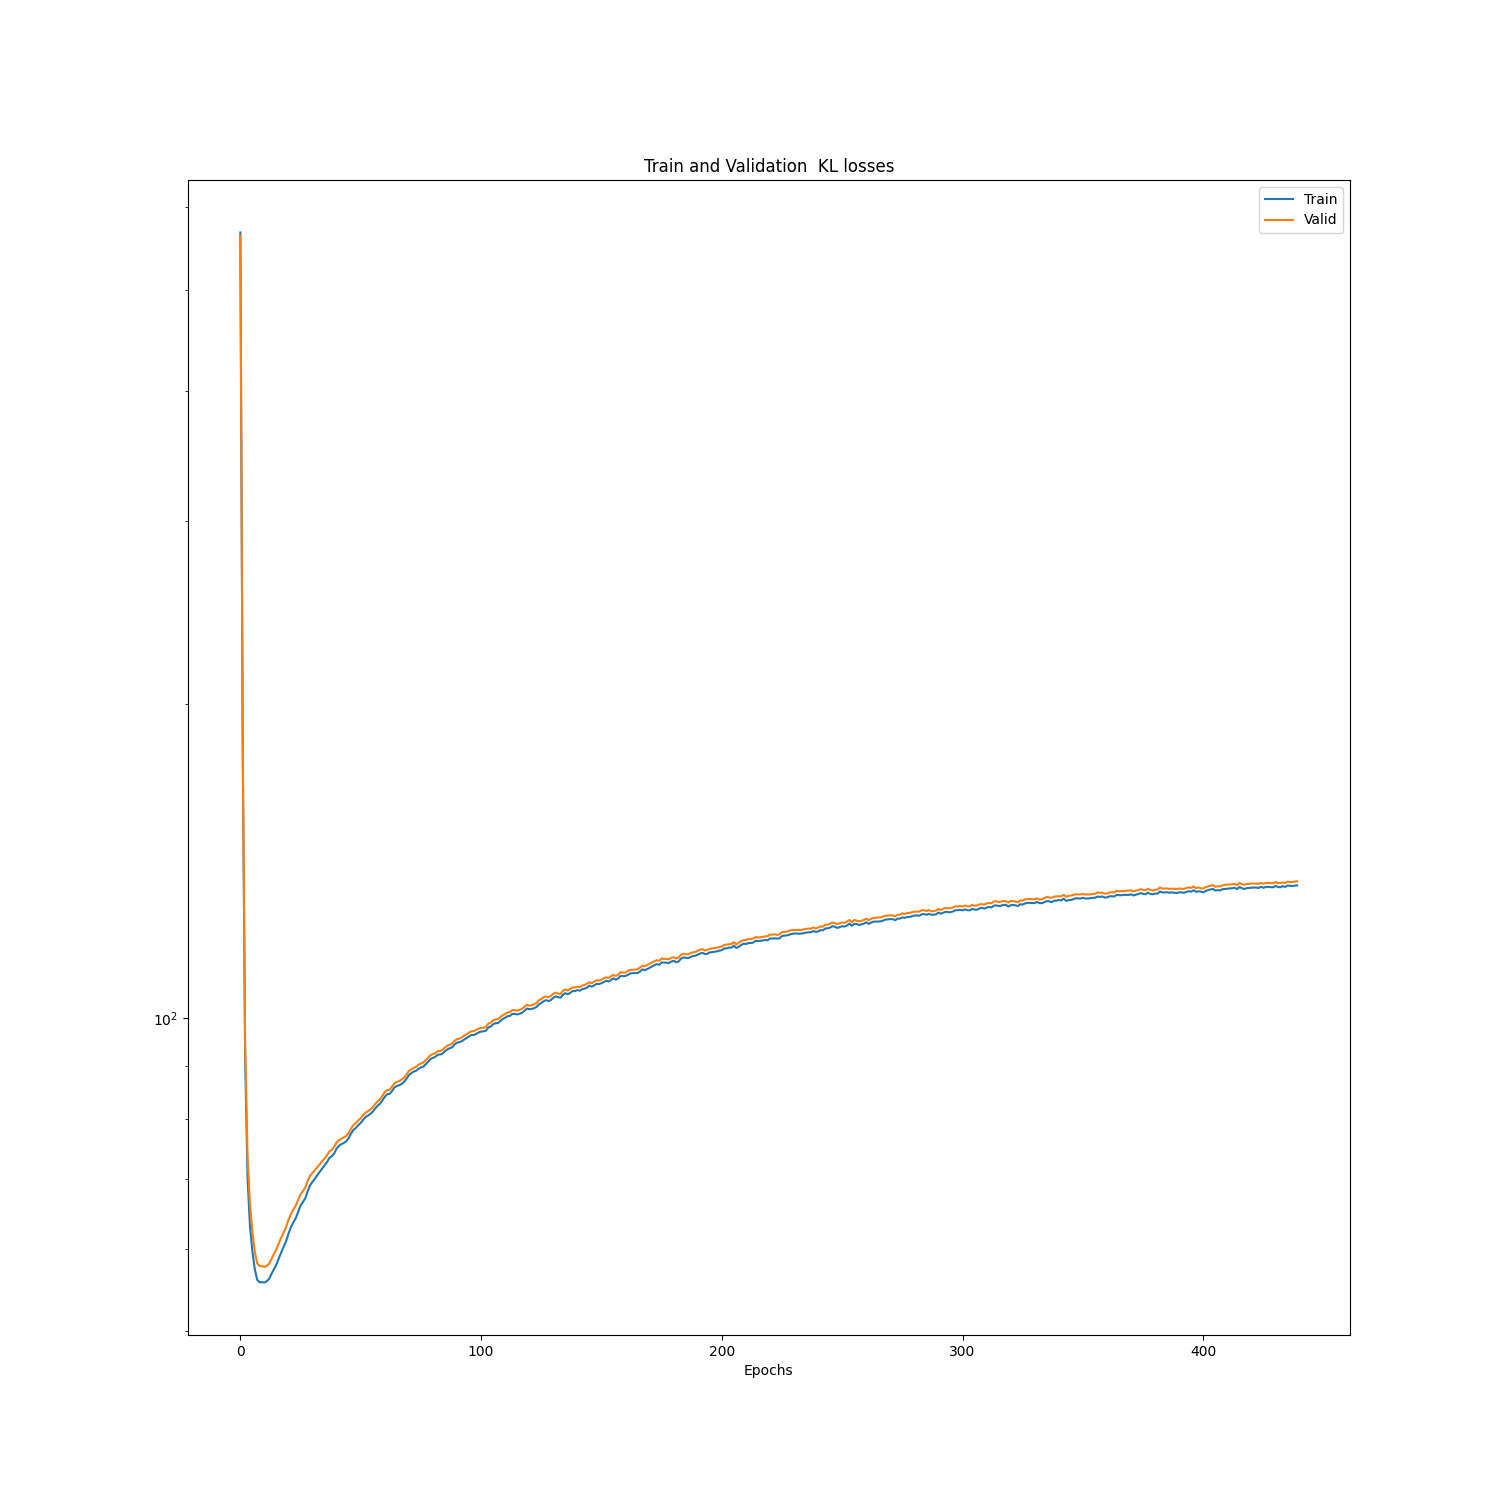 Train and Validation  KL losses
Train
Valid
10²
0 100 200 300 400
Epochs